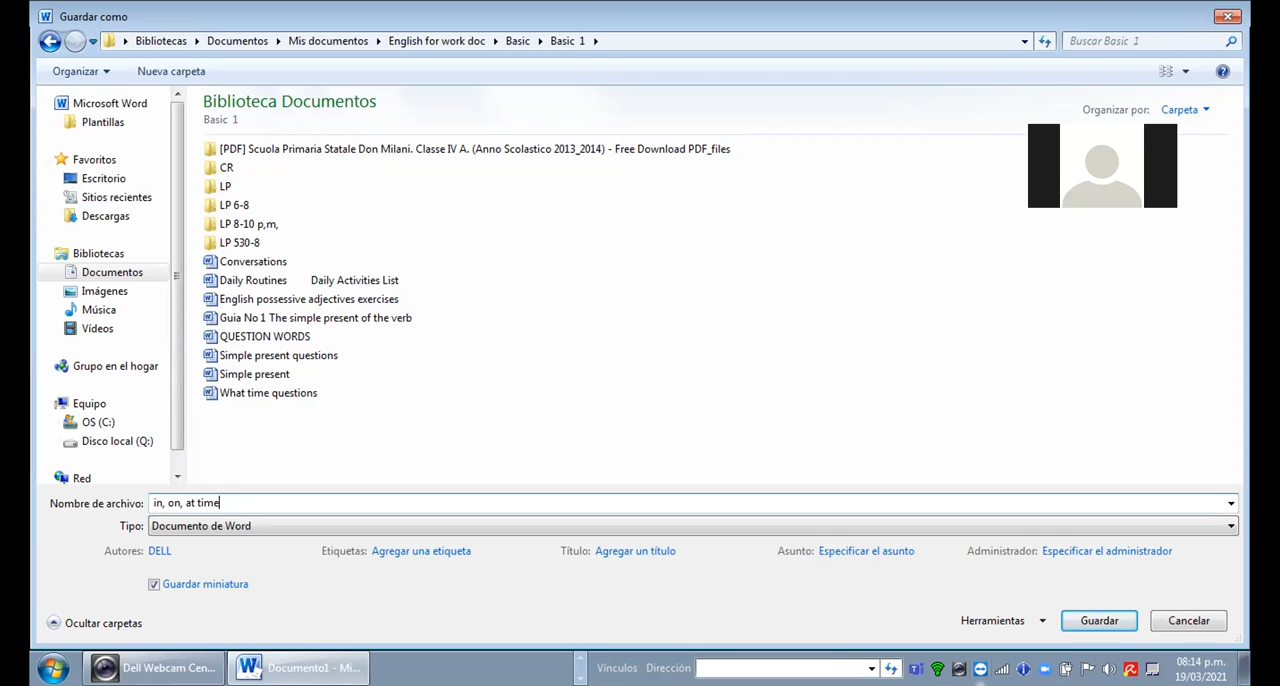 Guardar como
Bibliotecas Documentos Mis documentos English for work doc Basic Basic 1
Buscar Basic 1
Organizar Nueva carpeta
Microsoft Word
Plantillas
Favoritos
Escritorio
Sitios recientes
Descargas
Bibliotecas
Documentos
Imágenes
Música
Vídeos
Grupo en el hogar
Equipo
OS (C:)
Disco local (Q:)
Red
Biblioteca Documentos
Basic 1
Organizar por: Carpeta
[PDF] Scuola Primaria Statale Don Milani. Classe IV A. (Anno Scolastico 2013_2014) - Free Download PDF_files
CR
LP
LP 6-8
LP 8-10 p,m,
LP 530-8
Conversations
Daily Routines Daily Activities List
English possessive adjectives exercises
Guia No 1 The simple present of the verb
QUESTION WORDS
Simple present questions
Simple present
What time questions
Nombre de archivo: in, on, at time
Tipo: Documento de Word
Autores: DELL Etiquetas: Agregar una etiqueta Título: Agregar un título Asunto: Especificar el asunto Administrador: Especificar el administrador
Guardar miniatura
Ocultar carpetas Herramientas Guardar Cancelar
Dell Webcam Cen... Documento1 - Mi... Vínculos Dirección 08:14 p.m.
19/03/2021